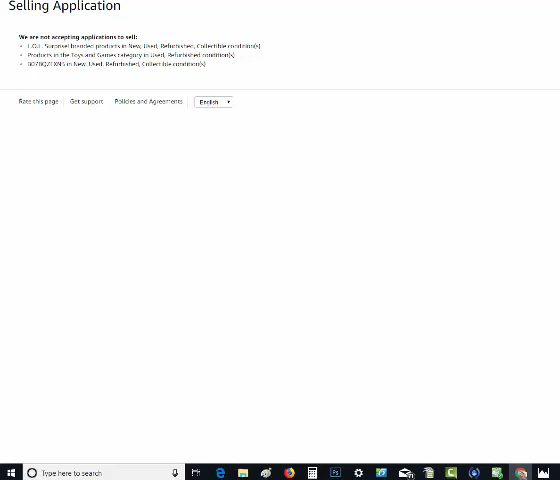 Selling Application
We are not accepting applications to sell:
L.O.L. Surprise! branded products in New, Used, Refurbished, Collectible condition(s)
Products in the Toys and Games category in Used, Refurbished condition(s)
in New, Used, Refurbished, Collectible condition(s)
Rate this page
Get support
Policies and Agreements
English
Type here to search